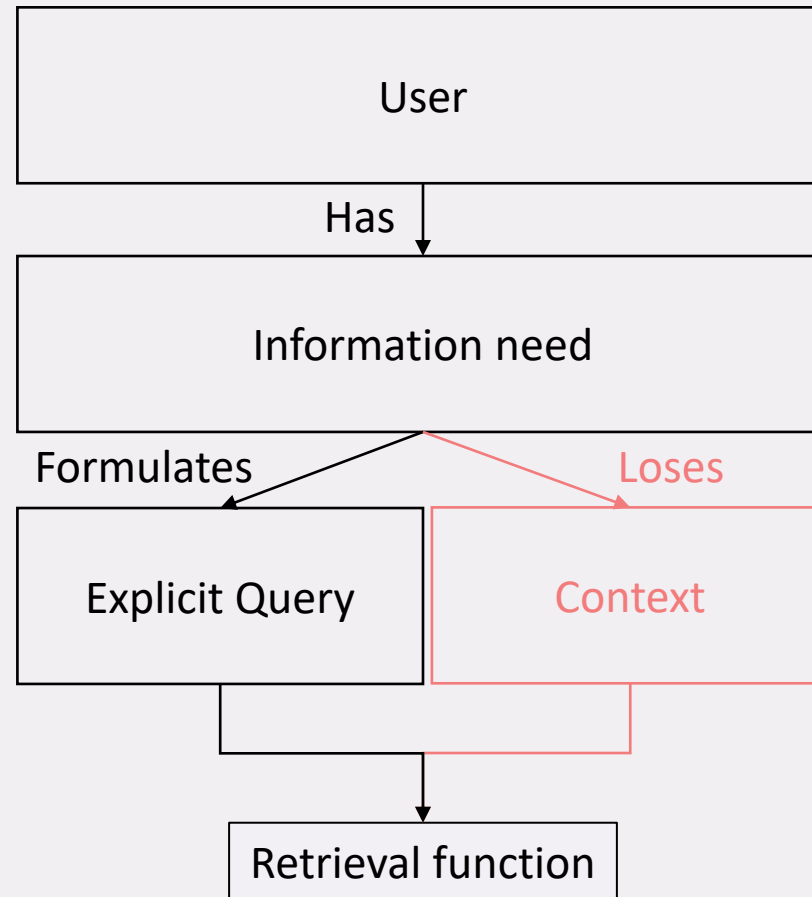 User
Has
Information need
Formulates
Loses
Explicit Query
Context
Retrieval function